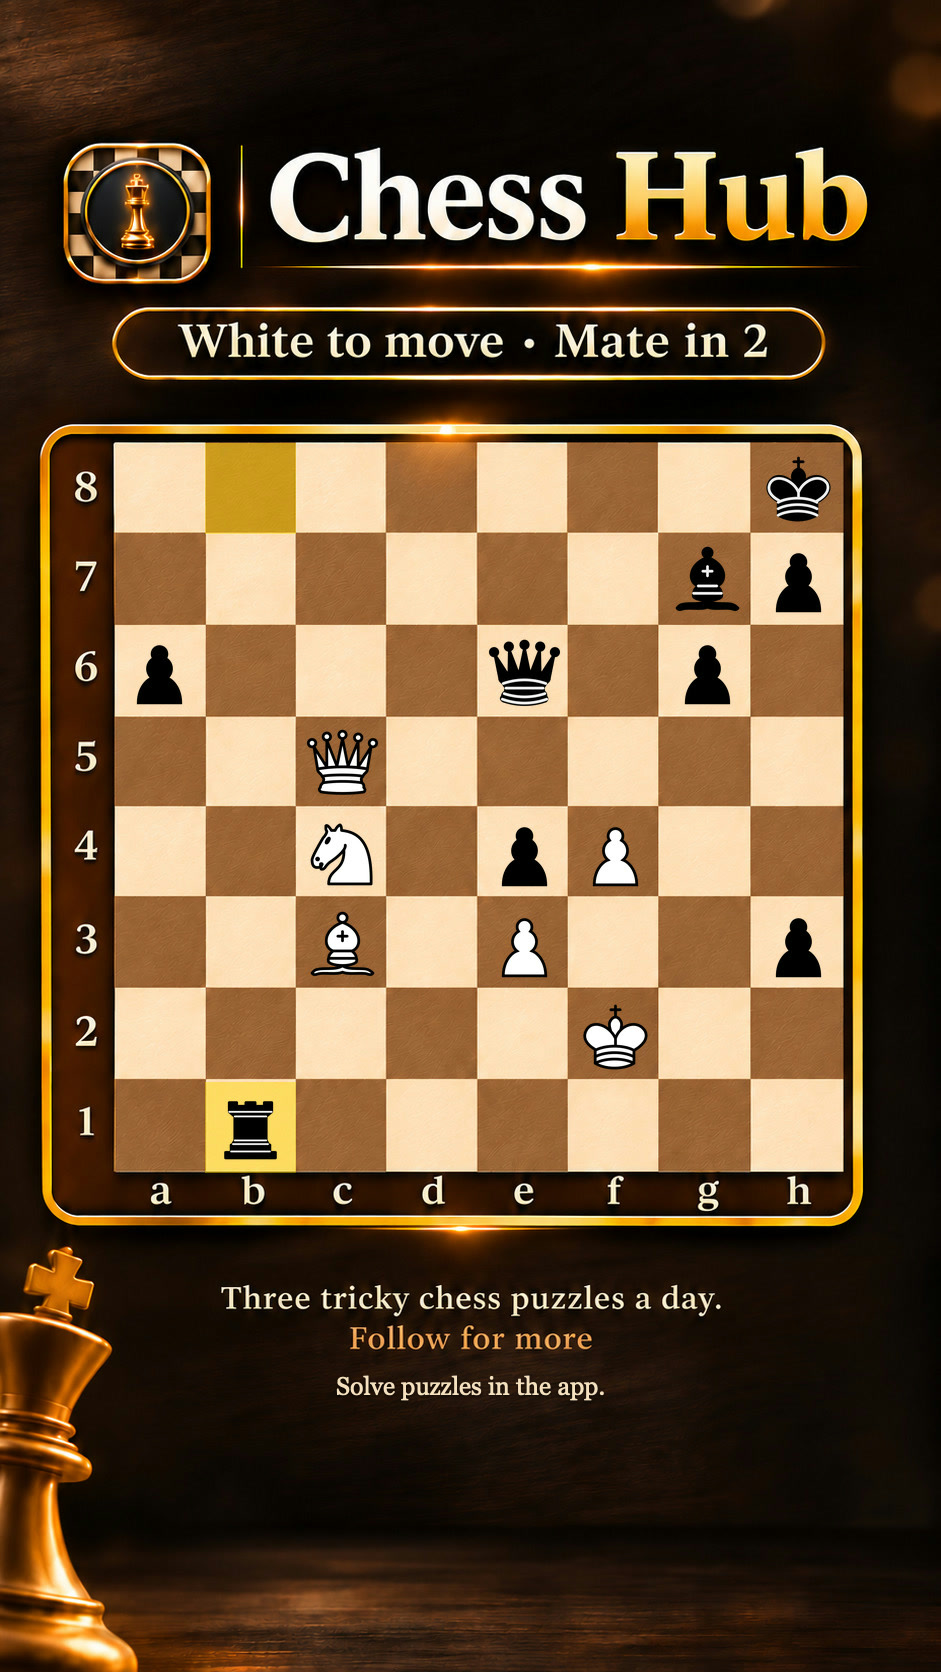 Chess Hub
White to move · Mate in 2
8
7
6
5
4
3
2
1
a b c d e f g h
Three tricky chess puzzles a day.
Follow for more
Solve puzzles in the app.